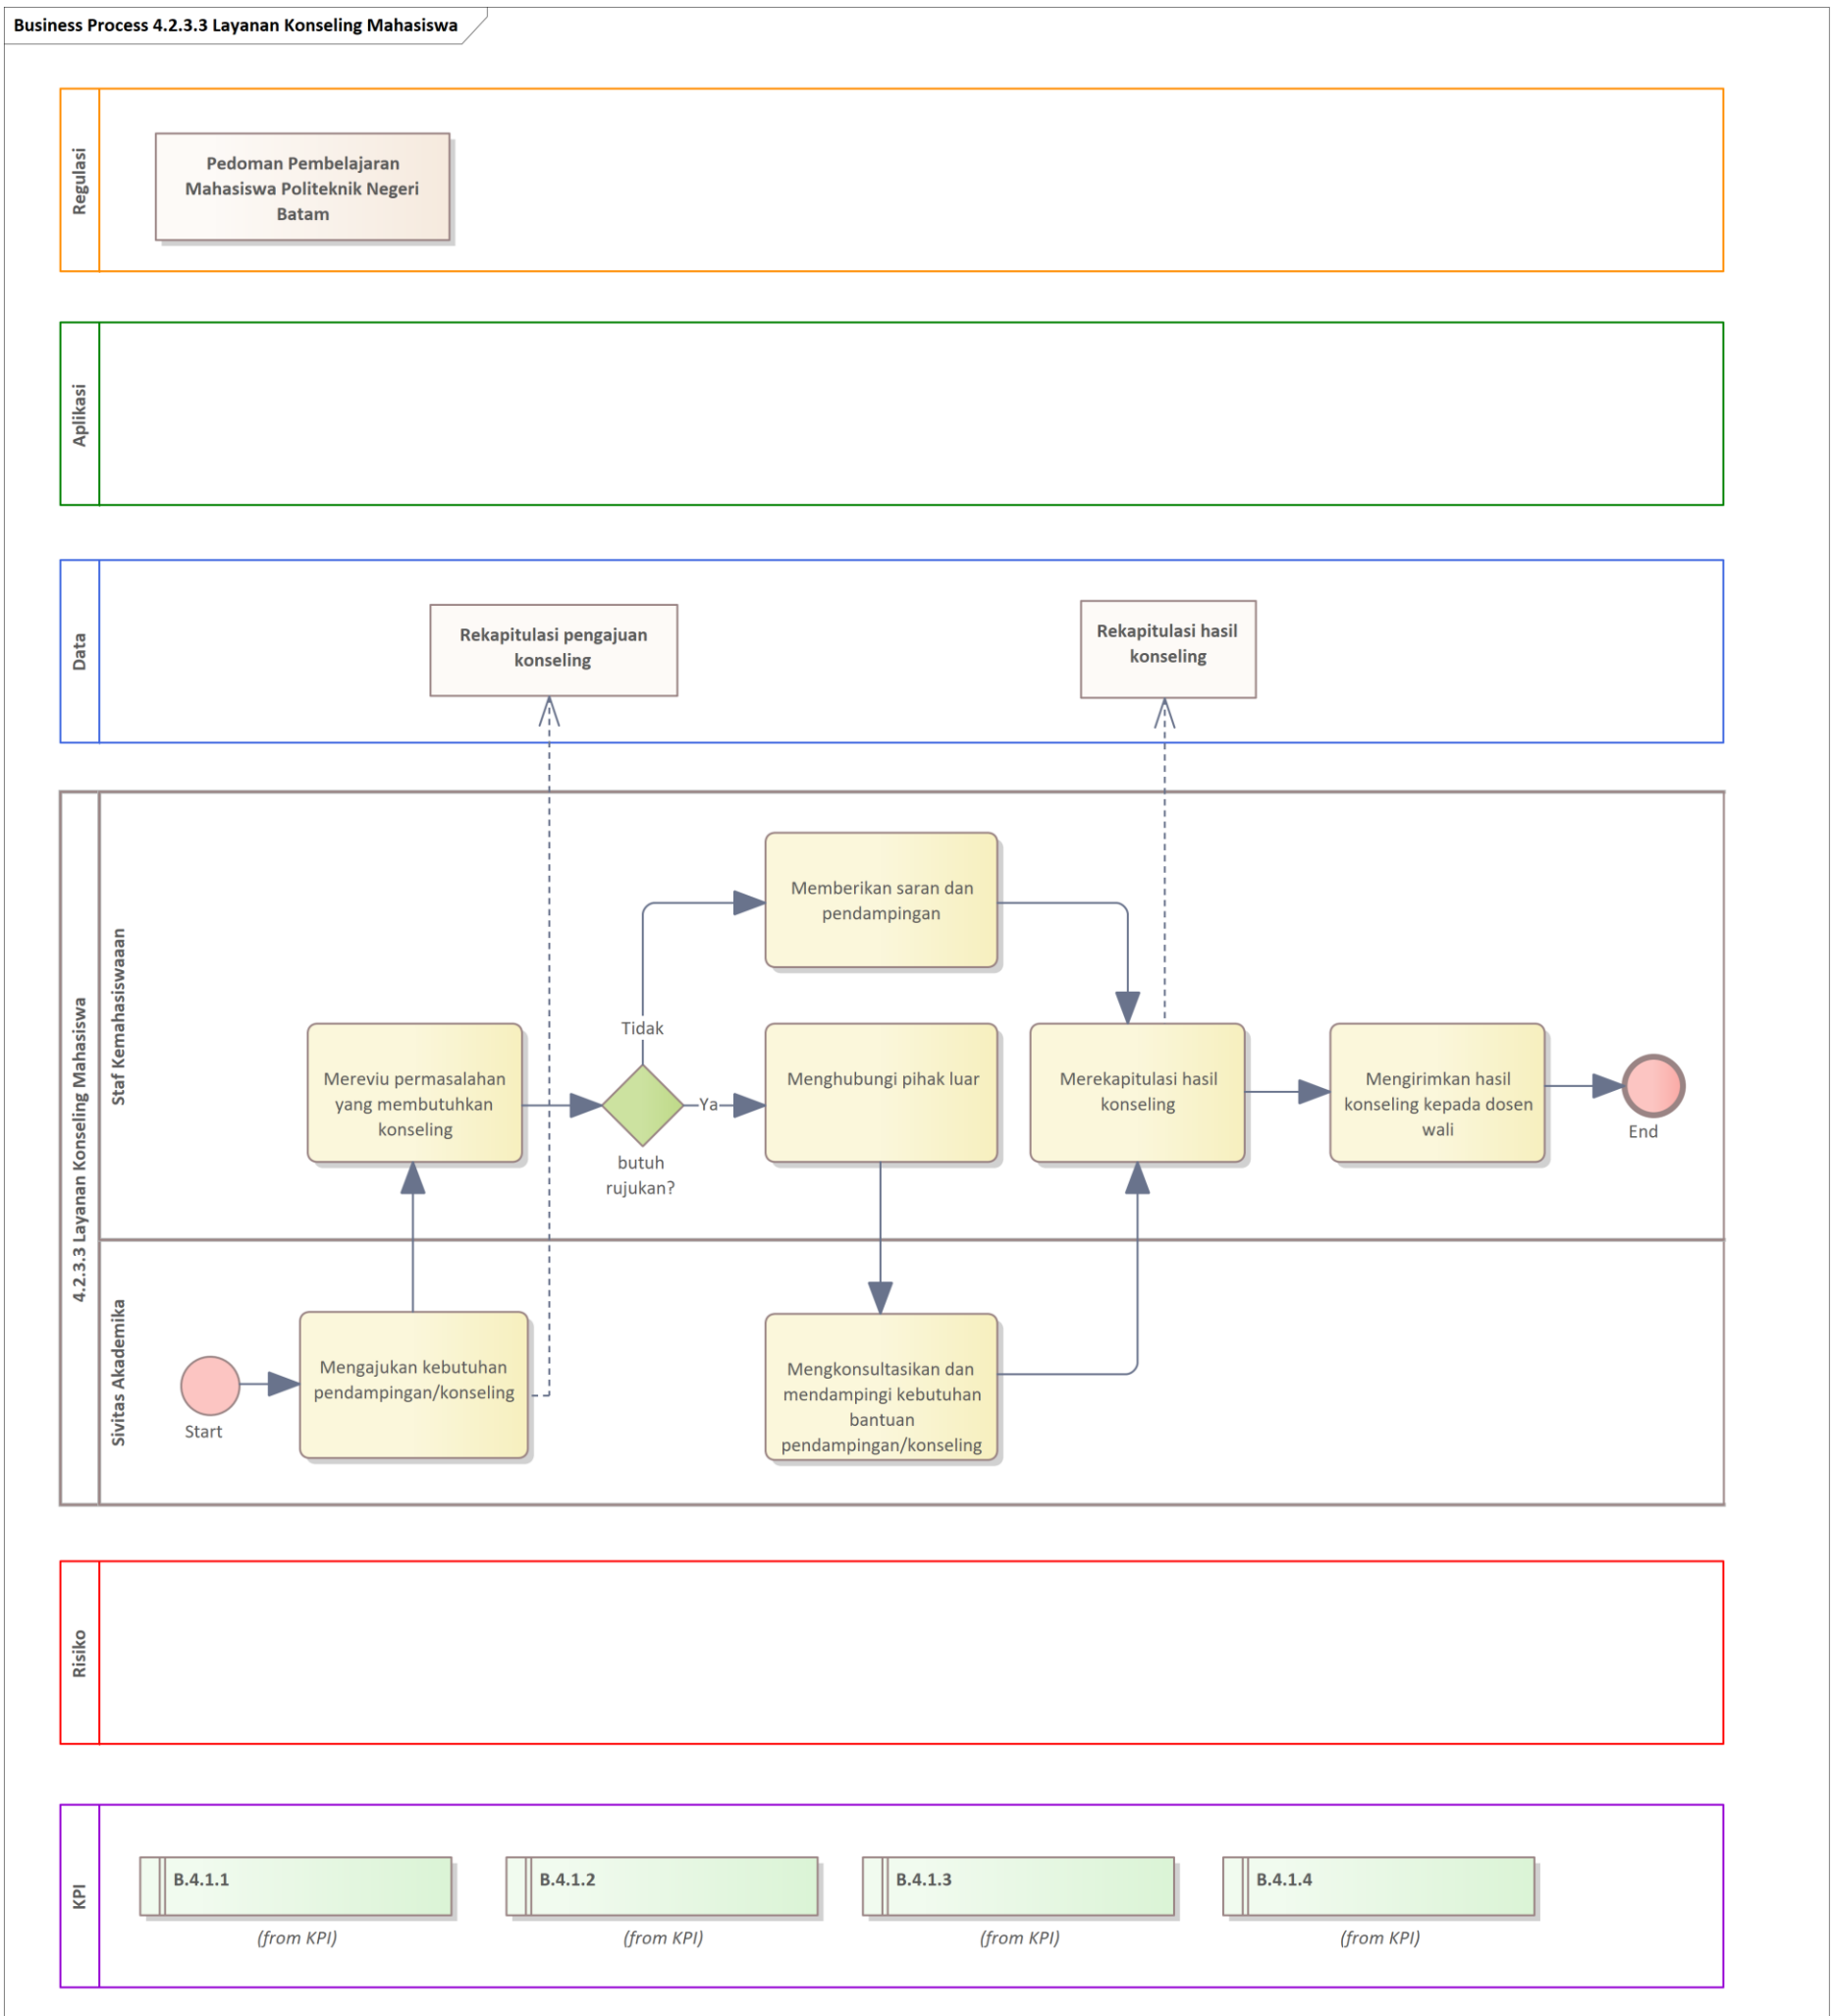 Business Process 4.2.3.3 Layanan Konseling Mahasiswa
Regulasi
Pedoman Pembelajaran
Mahasiswa Politeknik Negeri
Batam
Aplikasi
Data
Rekapitulasi pengajuan
konseling
Rekapitulasi hasil
konseling
4.2.3.3 Layanan Konseling Mahasiswa
Staf Kemahasiswaaan
Memberikan saran dan
pendampingan
Tidak
Mereviu permasalahan
yang membutuhkan
konseling
Ya
butuh
rujukan?
Menghubungi pihak luar
Merekapitulasi hasil
konseling
Mengirimkan hasil
konseling kepada dosen
wali
End
Sivitas Akademika
Start
Mengajukan kebutuhan
pendampingan/konseling
Mengkonsultasikan dan
mendampingi kebutuhan
bantuan
pendampingan/konseling
Risiko
KPI
B.4.1.1
(from KPI)
B.4.1.2
(from KPI)
B.4.1.3
(from KPI)
B.4.1.4
(from KPI)